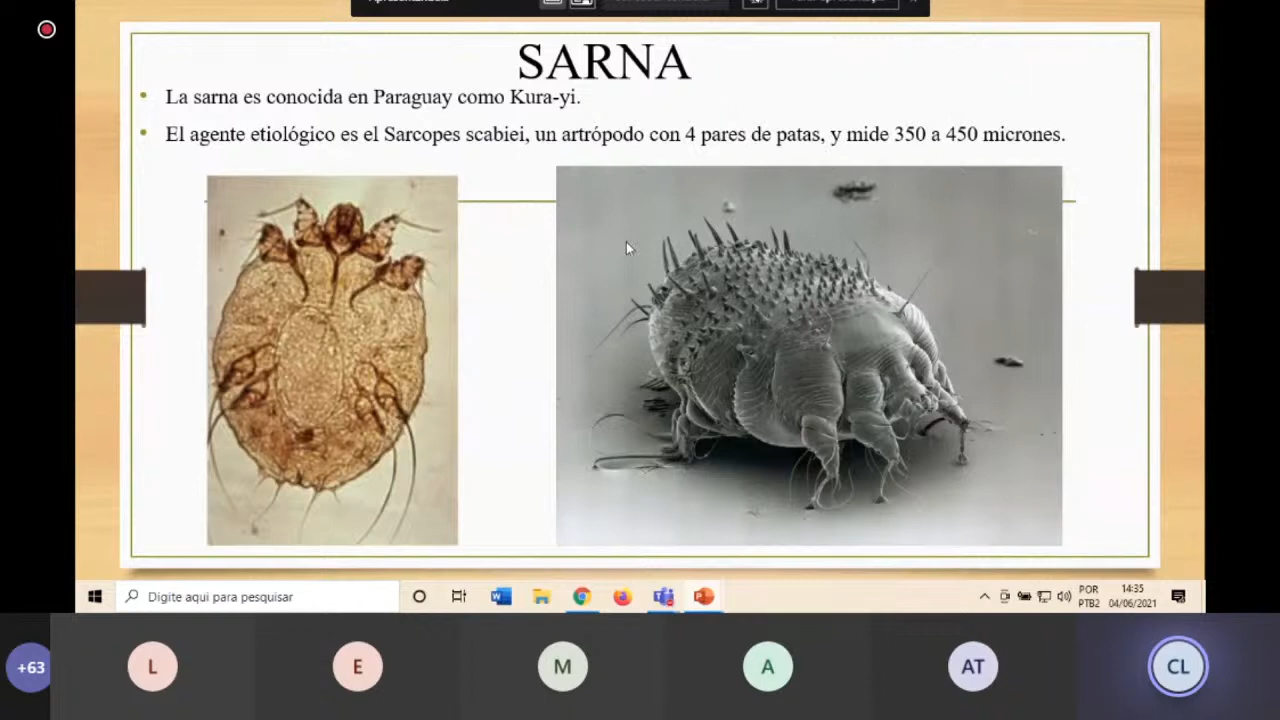 SARNA
La sarna es conocida en Paraguay como Kura-yi.
El agente etiológico es el Sarcopes scabiei, un artrópodo con 4 pares de patas, y mide 350 a 450 micrones.
Digite aqui para pesquisar
POR
PTB2
14:35
04/06/2021
+63
L
E
M
A
AT
CL